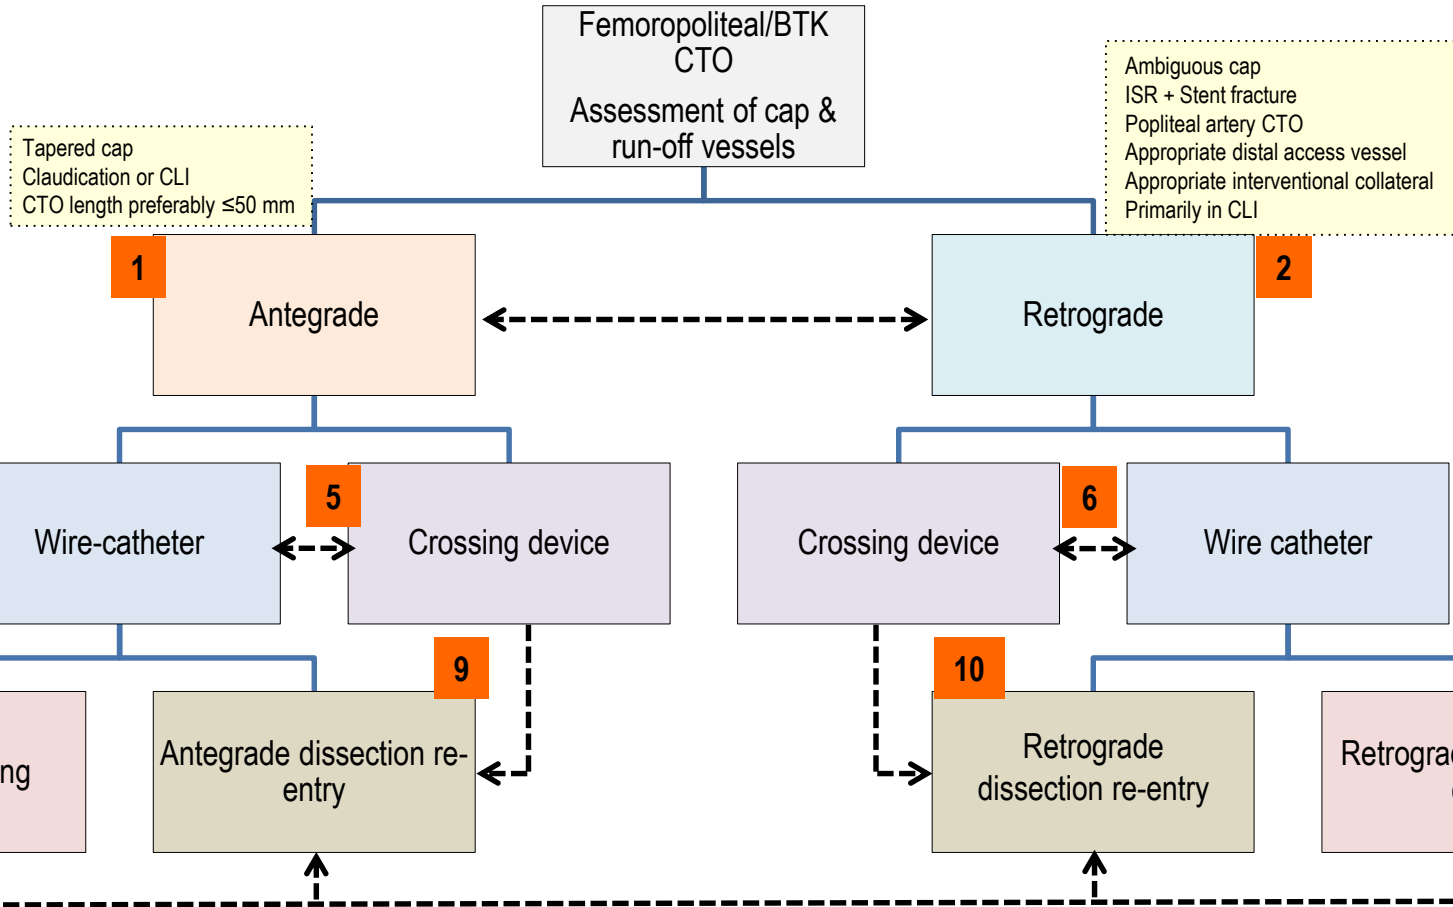 Femoropoliteal/BTK
CTO
Assessment of cap &
run-off vessels
Tapered cap
Claudication or CLI
CTO length preferably ≤50 mm
Ambiguous cap
ISR + Stent fracture
Popliteal artery CTO
Appropriate distal access vessel
Appropriate interventional collateral
Primarily in CLI
1
Antegrade
Retrograde
2
Wire-catheter
5
Crossing device
Crossing device
6
Wire catheter
ng
Antegrade dissection re-
entry
9
10
Retrograde
dissection re-entry
Retrograd